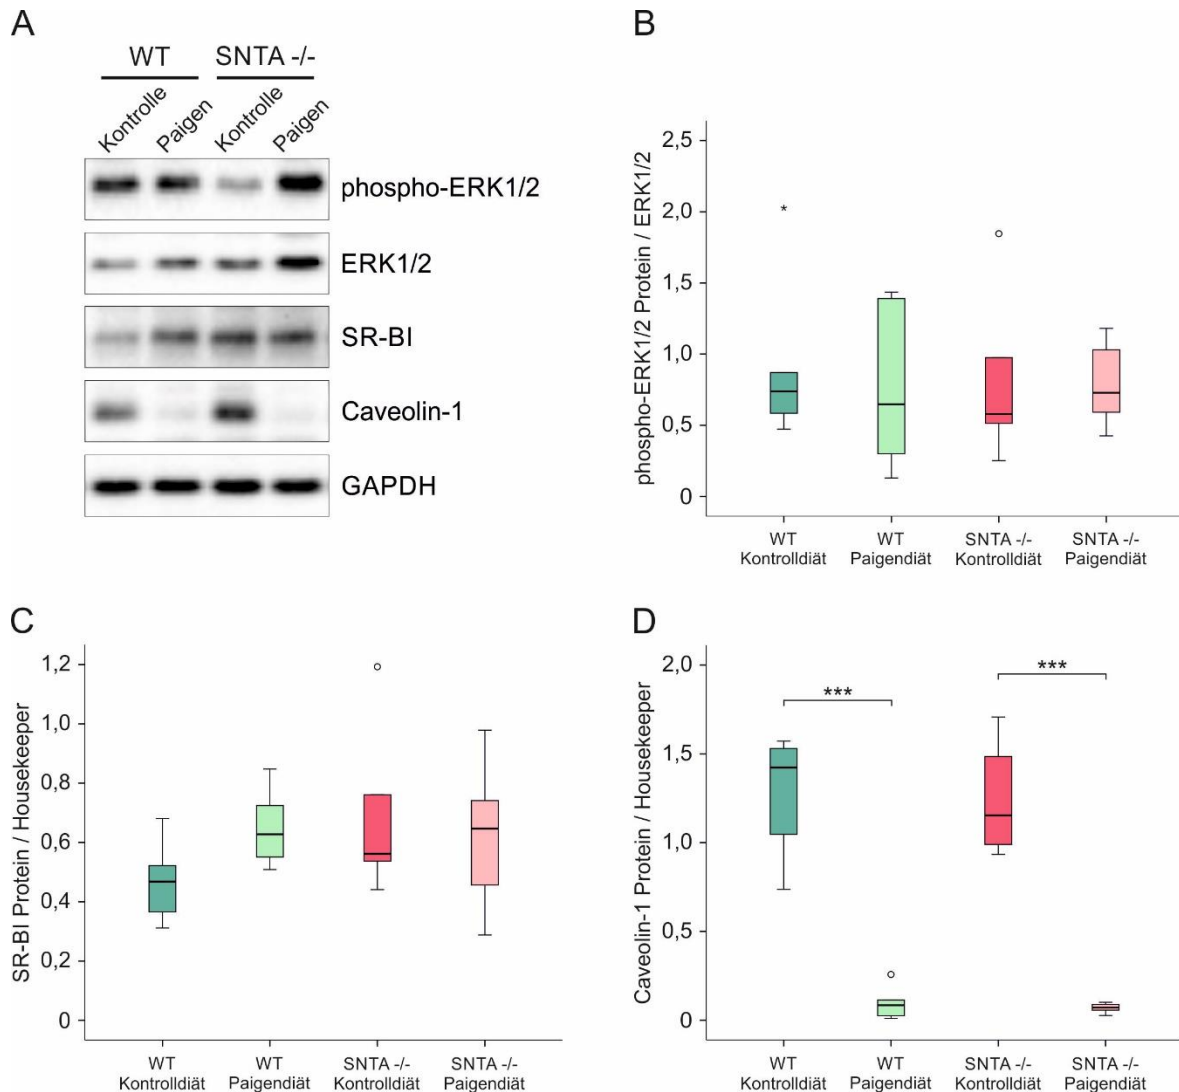 A
WT
SNTA -/-
Kontrolle
Paigen
Kontrolle
Paigen
phospho-ERK1/2
ERK1/2
SR-BI
Caveolin-1
GAPDH
B
phospho-ERK1/2 Protein / ERK1/2
2,5
2,0
1,5
1,0
0,5
0
*
WT
Kontrolldiät
WT
Paigendiät
SNTA -/-
Kontrolldiät
SNTA -/-
Paigendiät
C
SR-BI Protein / Housekeeper
1,2
1,0
0,8
0,6
0,4
0,2
0
WT
Kontrolldiät
WT
Paigendiät
SNTA -/-
Kontrolldiät
SNTA -/-
Paigendiät
D
Caveolin-1 Protein / Housekeeper
2,0
1,5
1,0
0,5
0
***
***
WT
Kontrolldiät
WT
Paigendiät
SNTA -/-
Kontrolldiät
SNTA -/-
Paigendiät